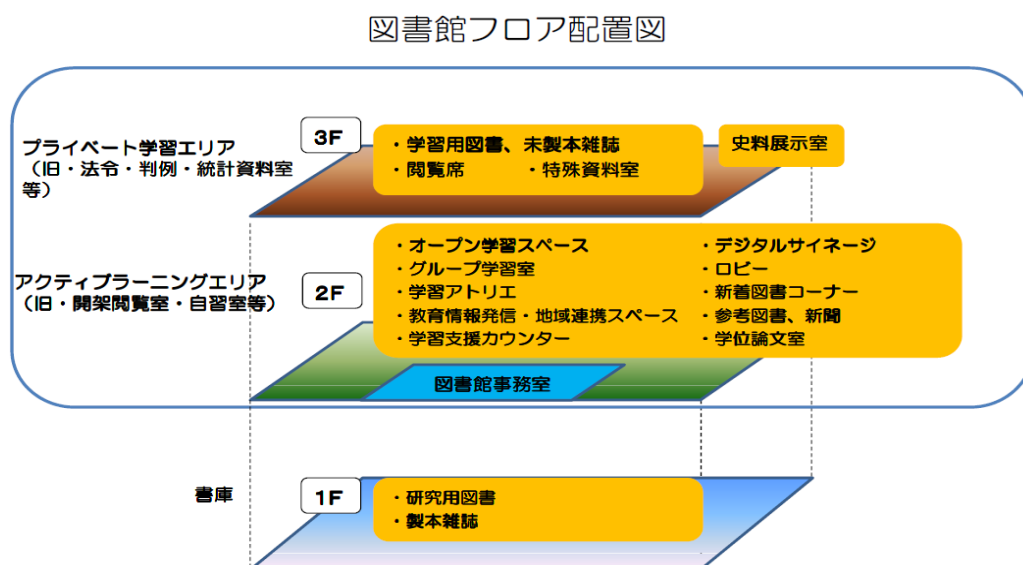 図書館フロア配置図
プライベート学習エリア
（旧・法令・判例・統計資料室
等）
3F
・学習用図書、未製本雑誌
・閲覧席　・特殊資料室
史料展示室
アクティブラーニングエリア
（旧・開架閲覧室・自習室等）
2F
・オープン学習スペース
・グループ学習室
・学習アトリエ
・教育情報発信・地域連携スペース
・学習支援カウンター
・デジタルサイネージ
・ロビー
・新着図書コーナー
・参考図書、新聞
・学位論文室
図書館事務室
書庫
1F
・研究用図書
・製本雑誌